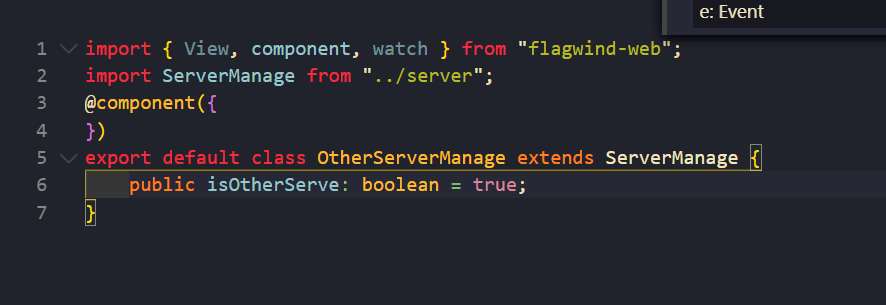 e: Event
1 import { View, component, watch } from "flagwind-web";
2 import ServerManage from "../server";
3 @component({
4 })
5 export default class OtherServerManage extends ServerManage {
6 public isOtherServe: boolean = true;
7 }